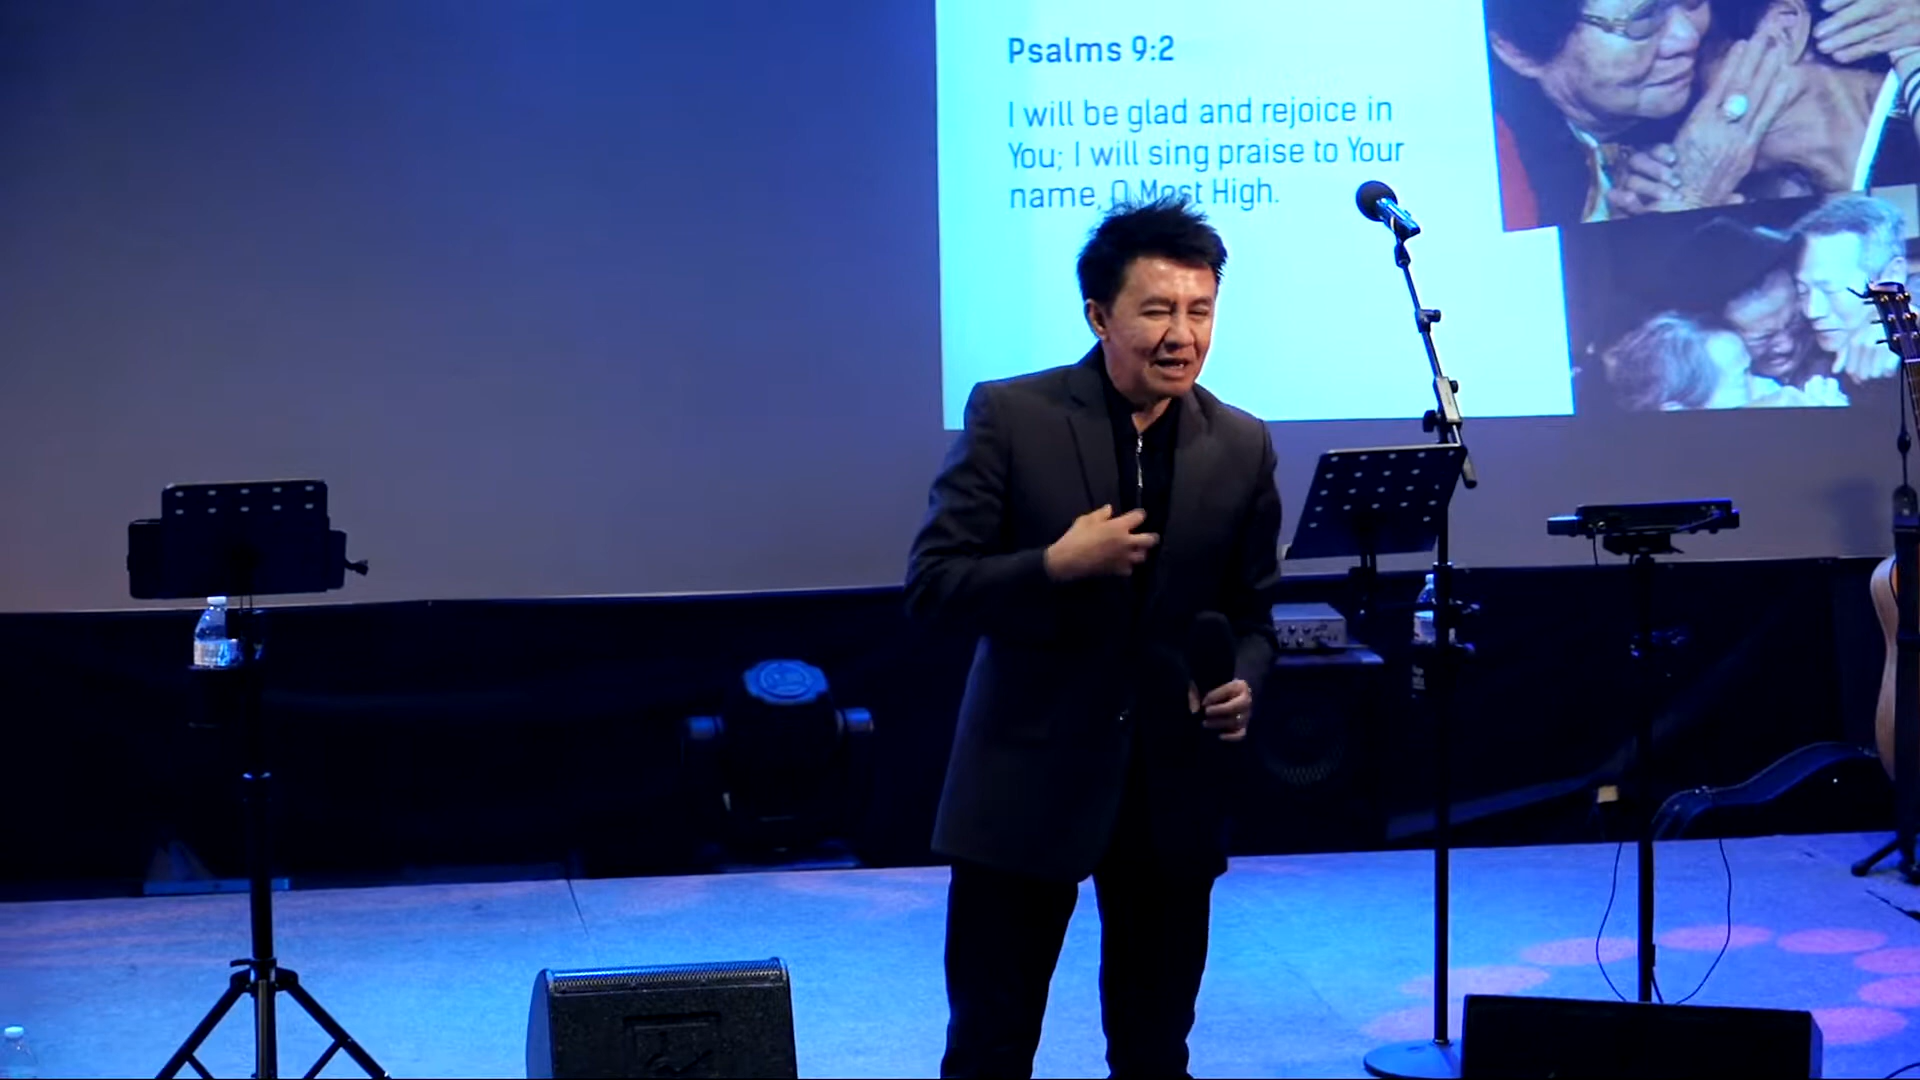 Psalms 9:2
I will be glad and rejoice in
You; I will sing praise to Your
name, O Most High.